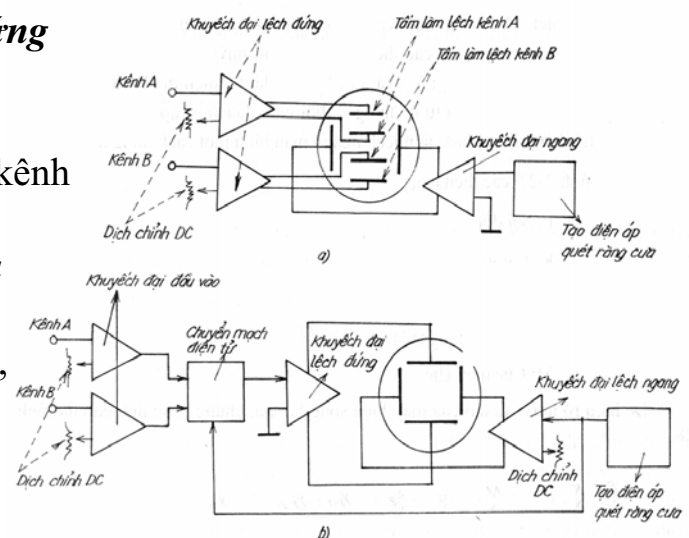 ứng
kênh
,
Khuyếch đại lệch đứng
Tấm làm lệch kênh A
Tấm làm lệch kênh B
Kênh A
Khuyếch đại ngang
Kênh B
Dịch chỉnh DC
Tạo điện áp
quét răng cưa
a)
Khuyếch đại đầu vào
Kênh A
Chuyển mạch
điện tử
Khuyếch đại
lệch đứng
Kênh B
Khuyếch đại lệch ngang
Dịch chỉnh DC
Dịch chỉnh
DC
Tạo điện áp
quét răng cưa
b)